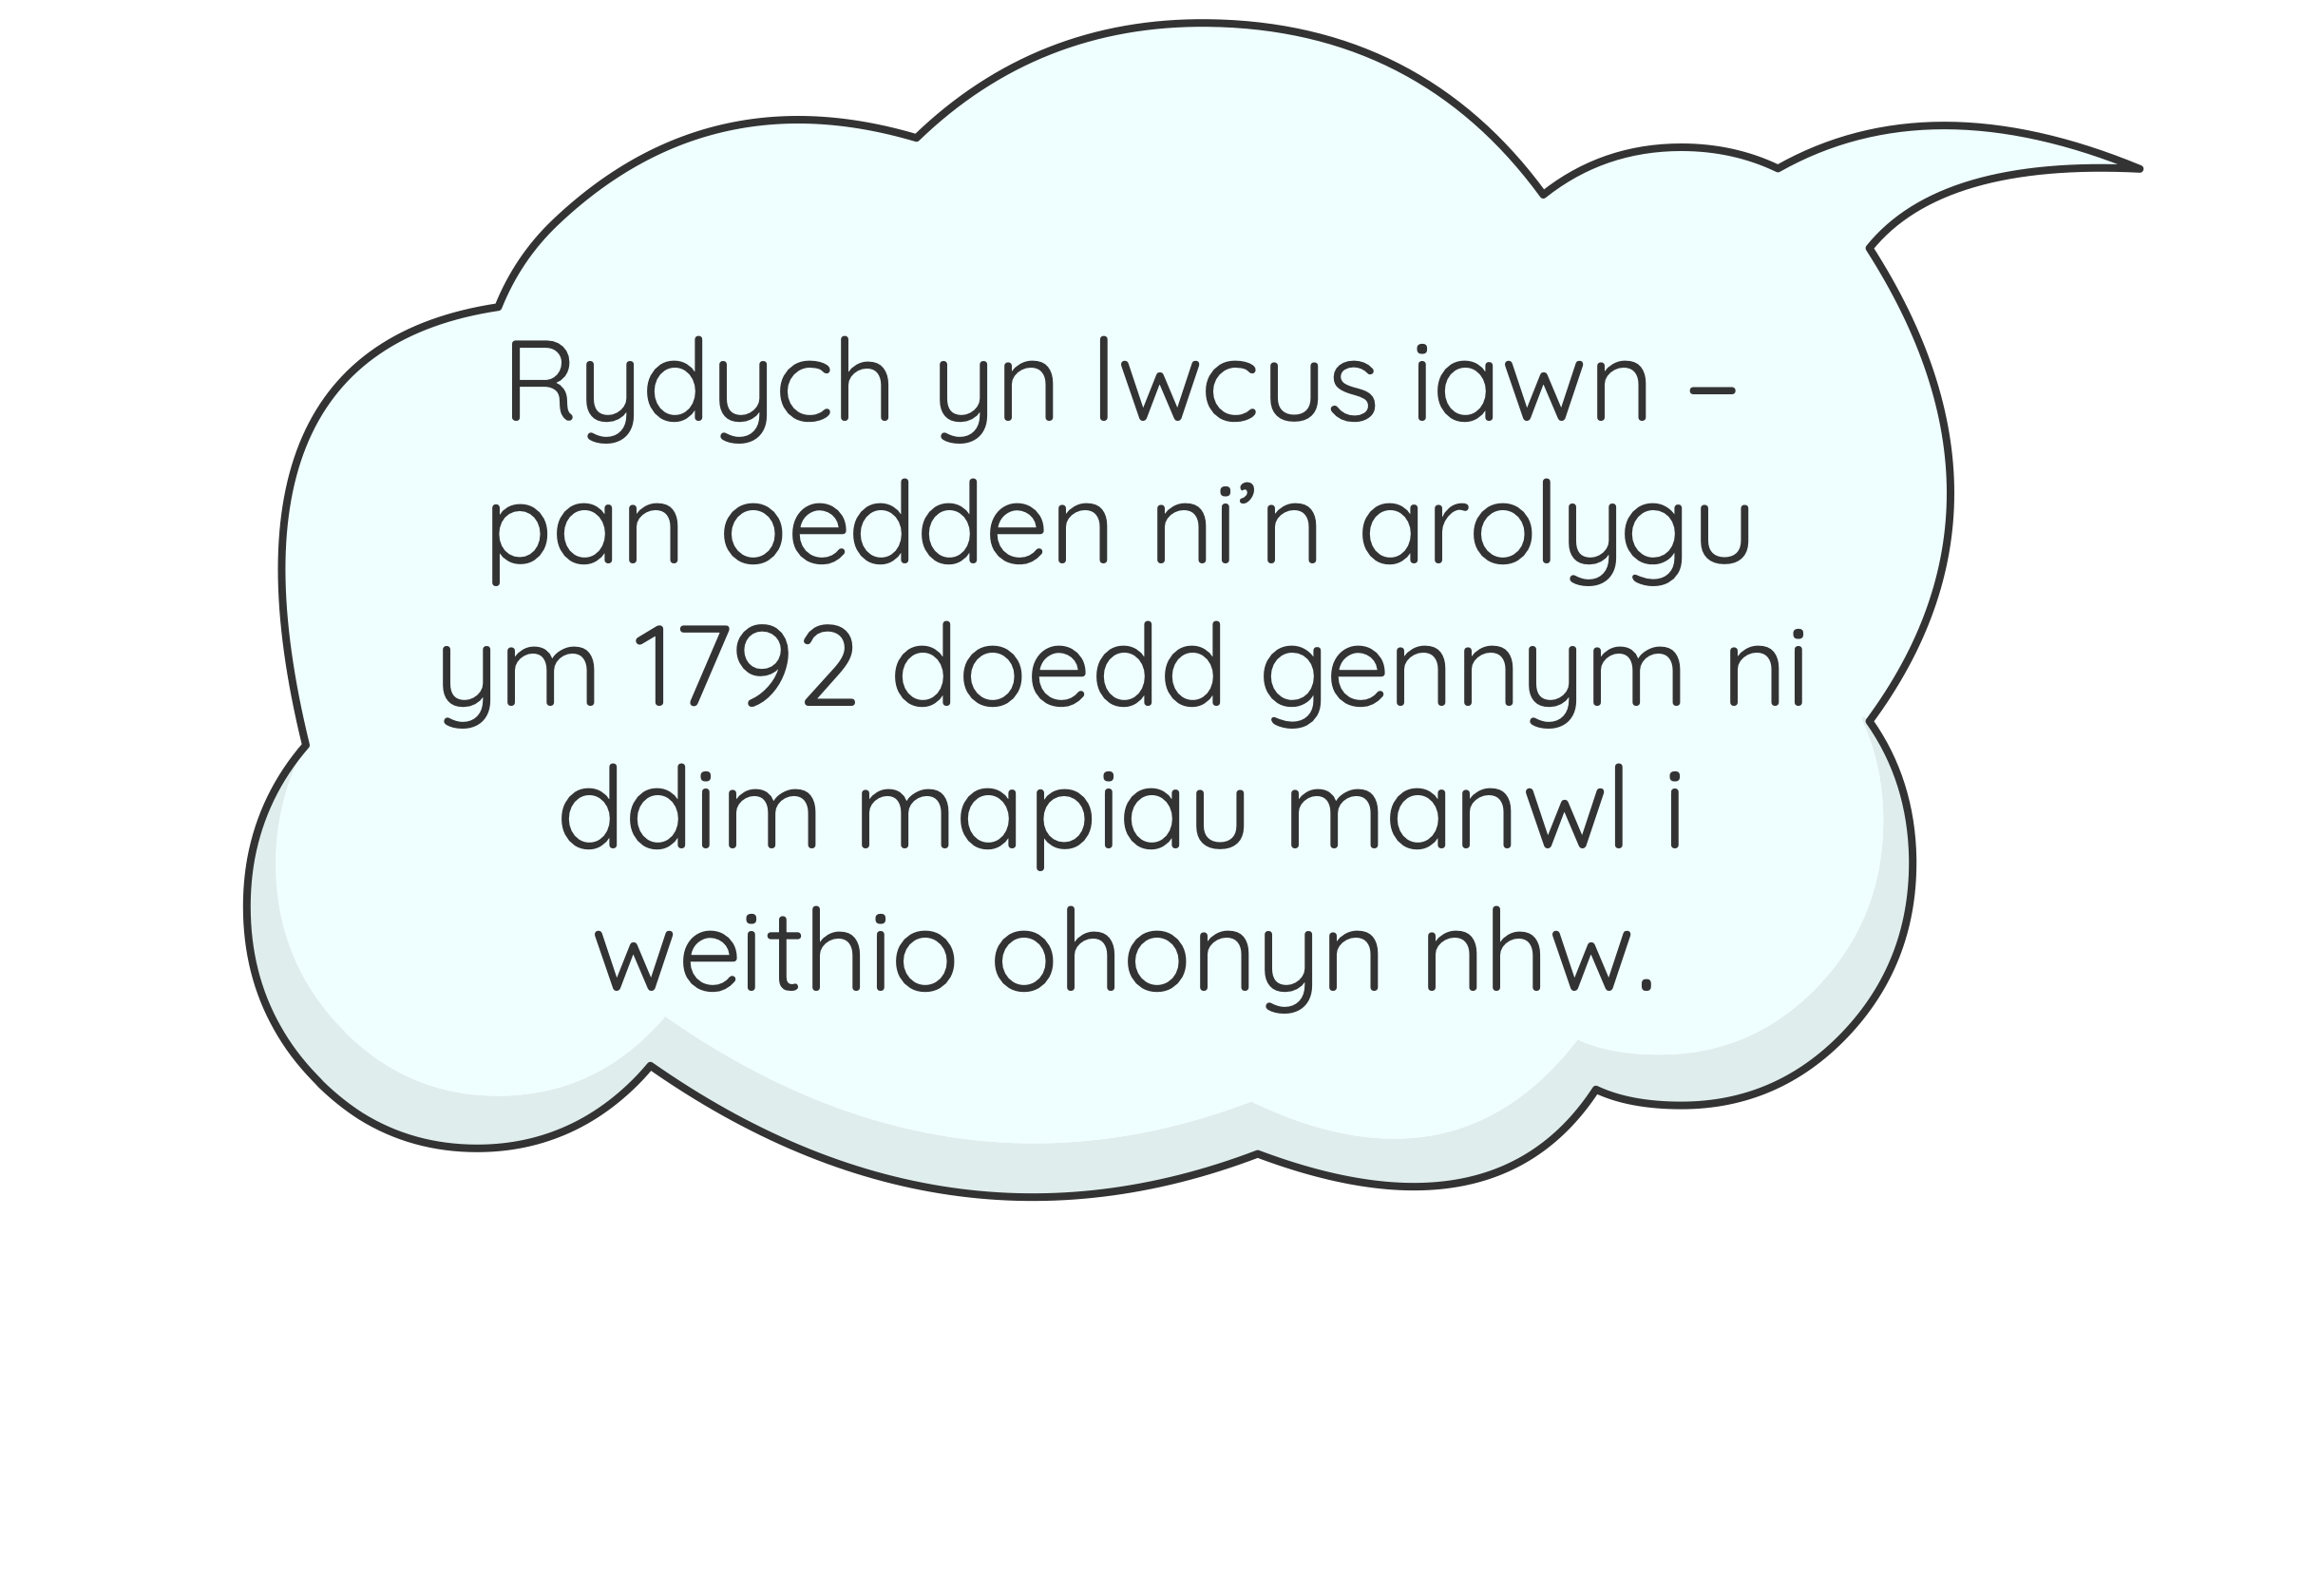 Rydych yn lwcus iawn –
pan oedden ni’n arolygu
ym 1792 doedd gennym ni
ddim mapiau manwl i
weithio ohonyn nhw.